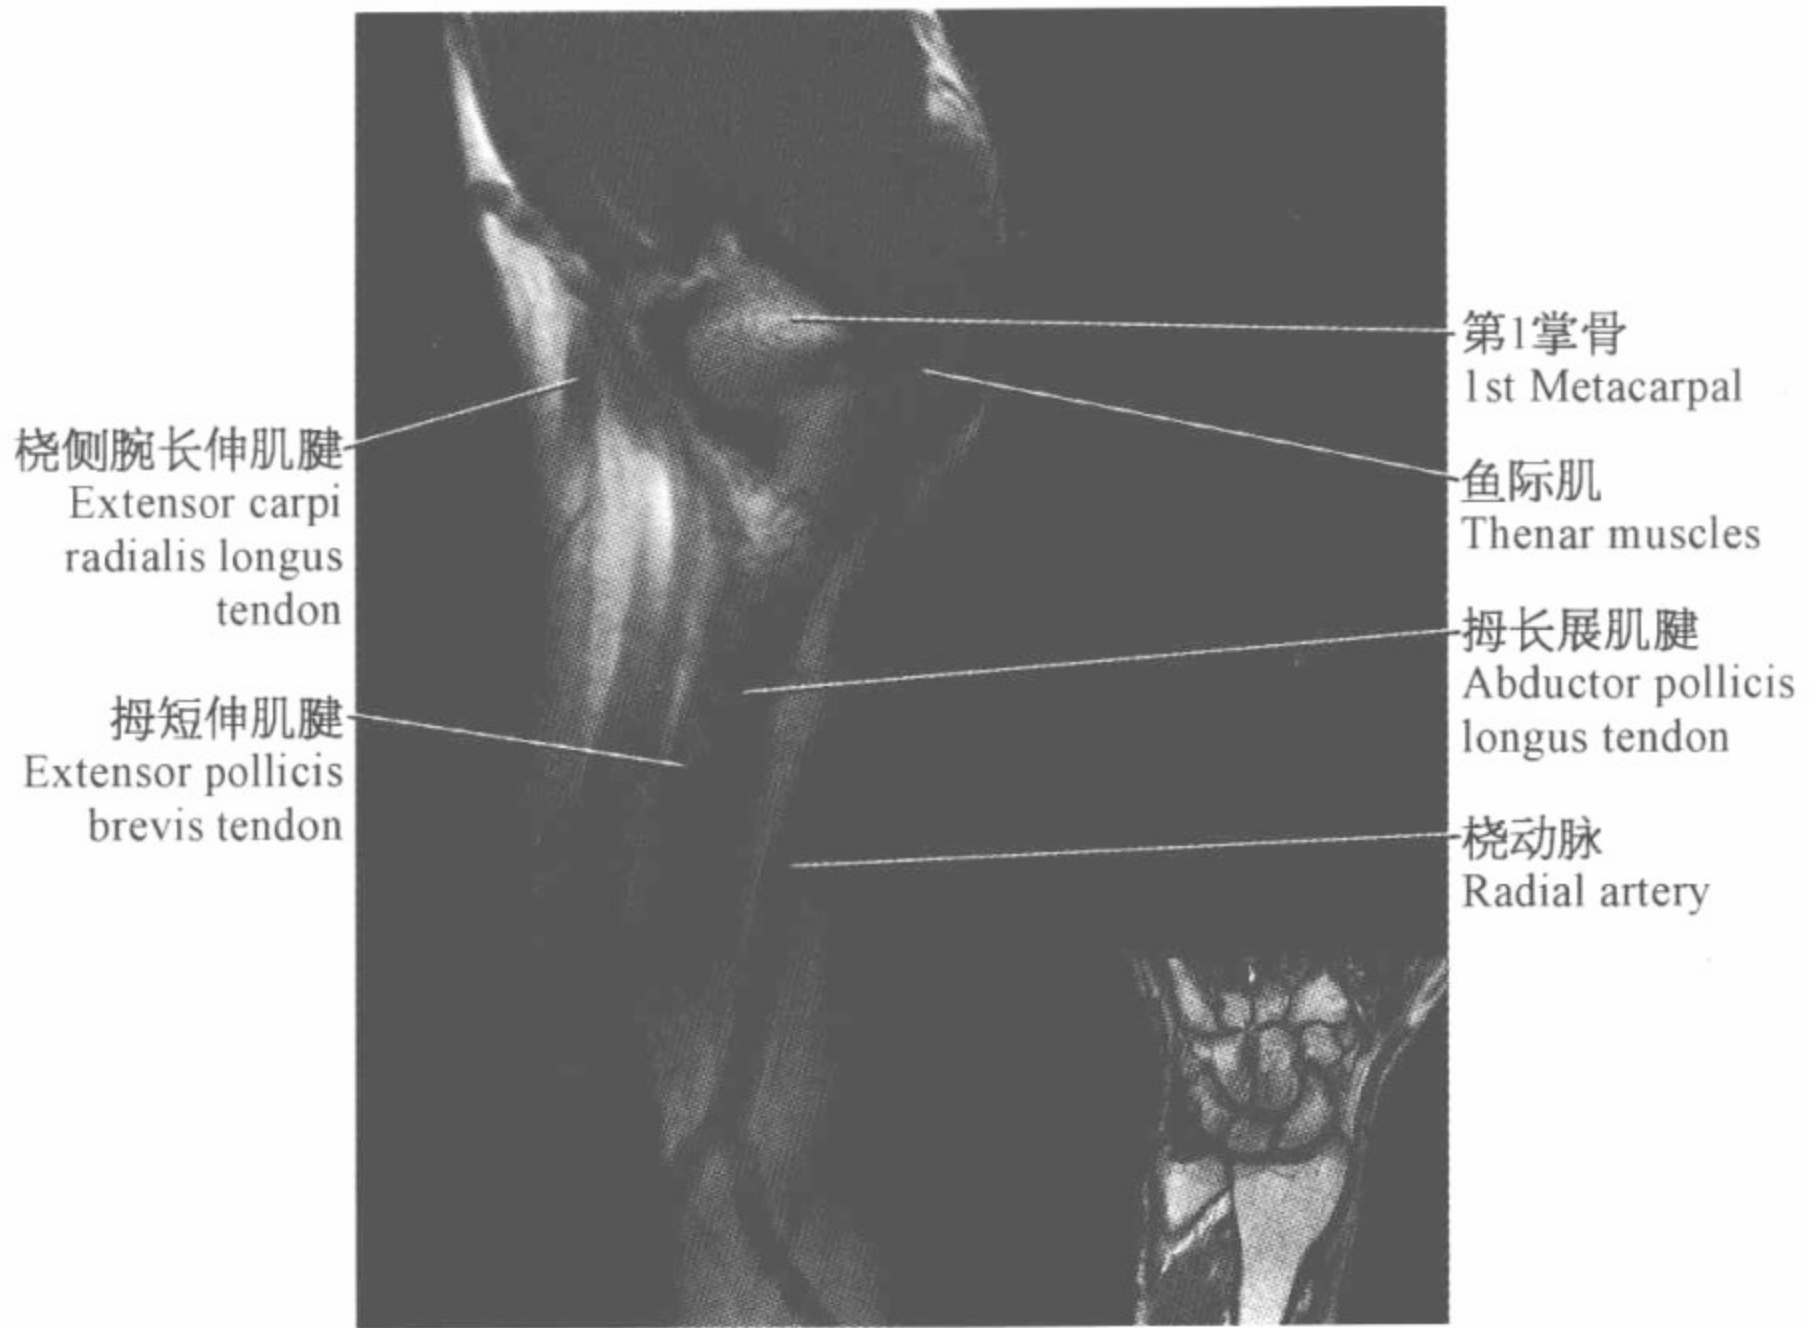 桡侧腕长伸肌腱
Extensor carpi
radialis longus
tendon
拇短伸肌腱
Extensor pollicis
brevis tendon
第1掌骨
1st Metacarpal
鱼际肌
Thenar muscles
拇长展肌腱
Abductor pollicis
longus tendon
桡动脉
Radial artery